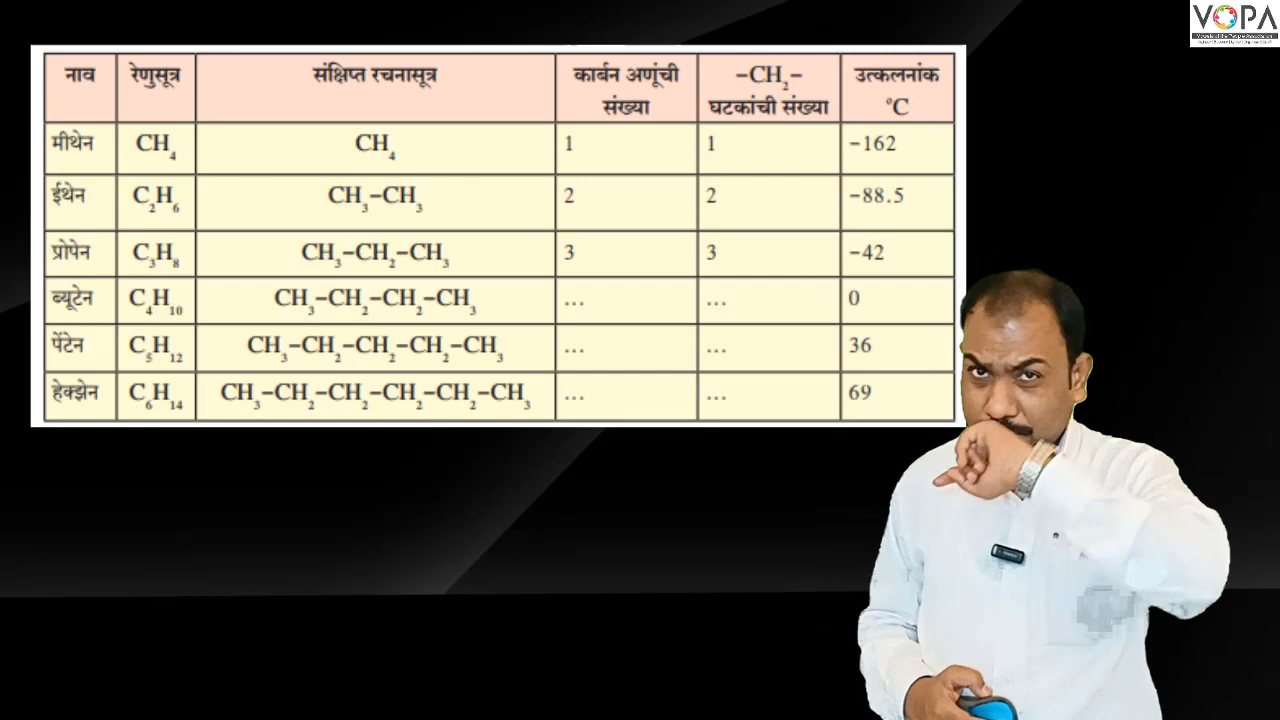 VOPA
नाव रेणुसूत्र संक्षिप्त रचनासूत्र कार्बन अणूंची संख्या −CH₂− घटकांची संख्या उत्कलनांक °C
मीथेन CH₄ CH₄ 1 1 −162
ईथेन C₂H₆ CH₃−CH₃ 2 2 −88.5
प्रोपेन C₃H₈ CH₃−CH₂−CH₃ 3 3 −42
ब्यूटेन C₄H₁₀ CH₃−CH₂−CH₂−CH₃ ... ... 0
पेंटेन C₅H₁₂ CH₃−CH₂−CH₂−CH₂−CH₃ ... ... 36
हेक्झेन C₆H₁₄ CH₃−CH₂−CH₂−CH₂−CH₂−CH₃ ... ... 69